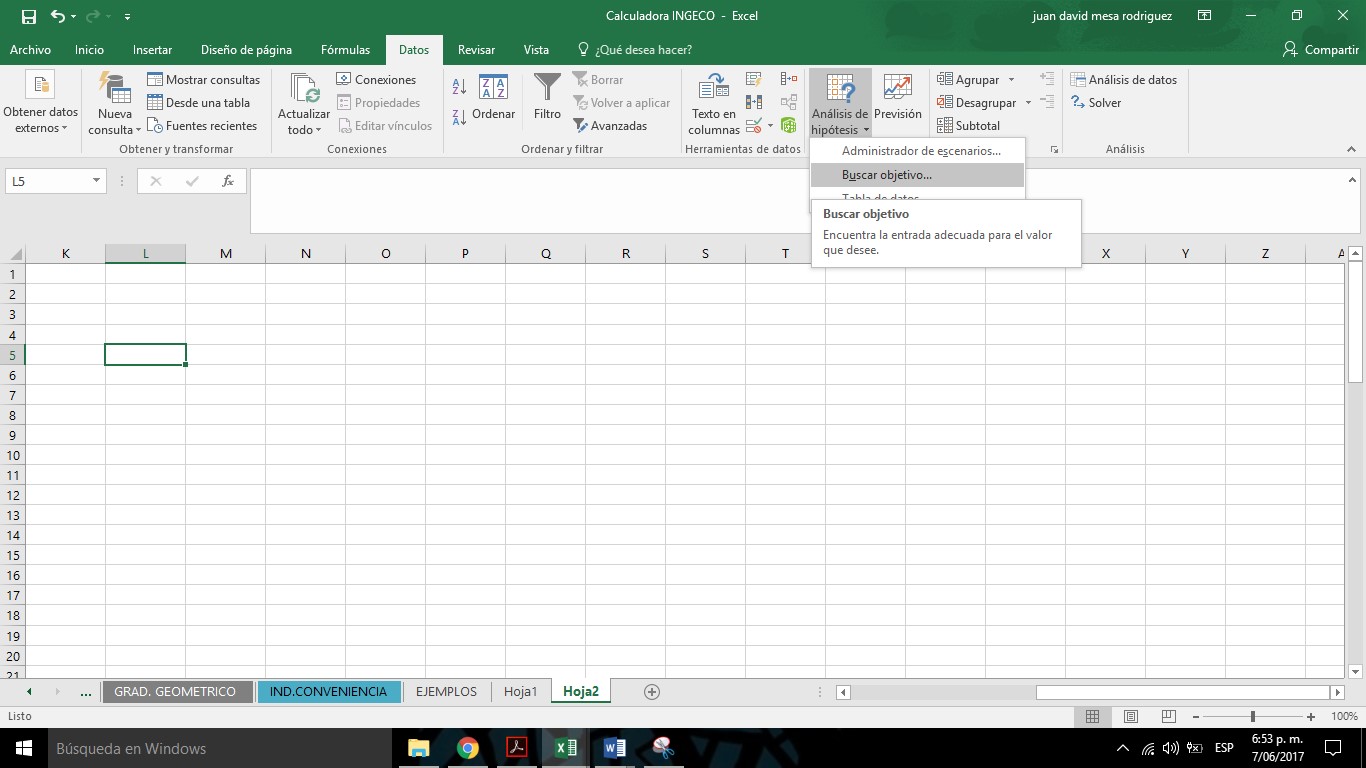 Calculadora INGECO - Excel
juan david mesa rodriguez
Archivo Inicio Insertar Diseño de página Fórmulas Datos Revisar Vista ¿Qué desea hacer? Compartir
Obtener datos externos
Nueva consulta
Mostrar consultas
Desde una tabla
Fuentes recientes
Obtener y transformar
Actualizar todo
Conexiones
Propiedades
Editar vínculos
Conexiones
Ordenar
Filtro
Borrar
Volver a aplicar
Avanzadas
Ordenar y filtrar
Texto en columnas
Herramientas de datos
Análisis de hipótesis
Previsión
Agrupar
Desagrupar
Subtotal
Análisis de datos
Solver
Análisis
Administrador de escenarios...
Buscar objetivo...
Tabla de datos
Buscar objetivo
Encuentra la entrada adecuada para el valor
que desee.
L5
fx
K L M N O P Q R S T X Y Z A
1
2
3
4
5
6
7
8
9
10
11
12
13
14
15
16
17
18
19
20
21
... GRAD. GEOMETRICO IND.CONVENIENCIA EJEMPLOS Hoja1 Hoja2
Listo
100%
Búsqueda en Windows
ESP
6:53 p. m.
7/06/2017